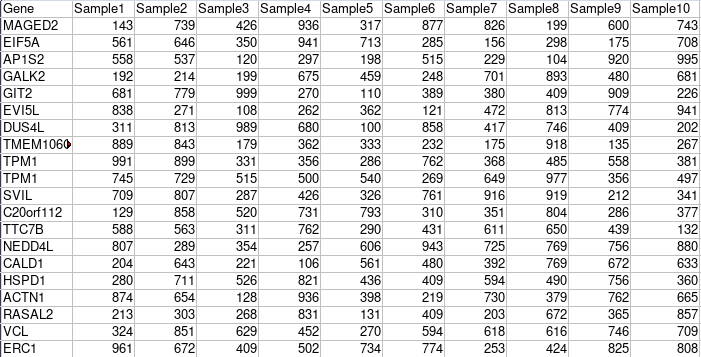 Gene Sample1 Sample2 Sample3 Sample4 Sample5 Sample6 Sample7 Sample8 Sample9 Sample10
MAGED2 143 739 426 936 317 877 826 199 600 743
EIF5A 561 646 350 941 713 285 156 298 175 708
AP1S2 558 537 120 297 198 515 229 104 920 995
GALK2 192 214 199 675 459 248 701 893 480 681
GIT2 681 779 999 270 110 389 380 409 909 226
EVI5L 838 271 108 262 362 121 472 813 774 941
DUS4L 311 813 989 680 100 858 417 746 409 202
TMEM106 889 843 179 362 333 232 175 918 135 267
TPM1 991 899 331 356 286 762 368 485 558 381
TPM1 745 729 515 500 540 269 649 977 356 497
SVIL 709 807 287 426 326 761 916 919 212 341
C20orf112 129 858 520 731 793 310 351 804 286 377
TTC7B 588 563 311 762 290 431 611 650 439 132
NEDD4L 807 289 354 257 606 943 725 769 756 880
CALD1 204 643 221 106 561 480 392 769 672 633
HSPD1 280 711 526 821 436 409 594 490 756 360
ACTN1 874 654 128 936 398 219 730 379 762 665
RASAL2 213 303 268 831 131 409 203 672 365 857
VCL 324 851 629 452 270 594 618 616 746 709
ERC1 961 672 409 502 734 774 253 424 825 808